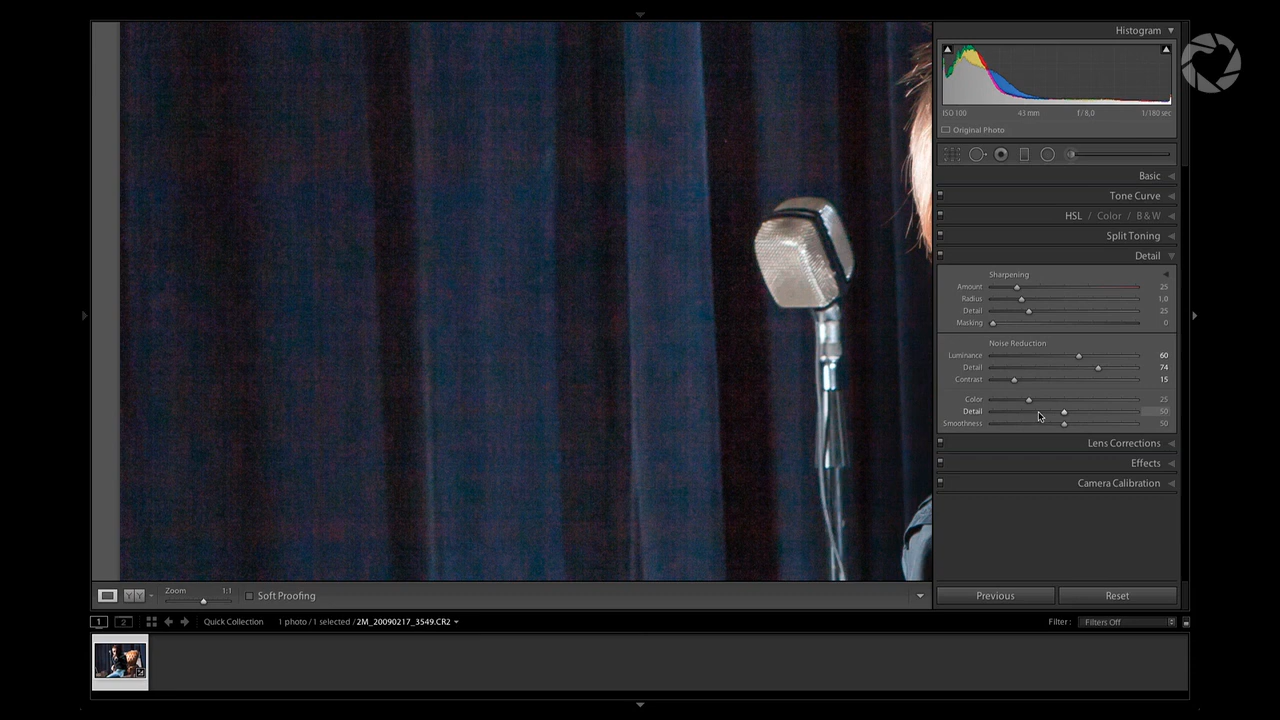 Histogram
ISO 100 43 mm f / 8,0 1/180 sec
Original Photo
Basic
Tone Curve
HSL / Color / B & W
Split Toning
Detail
Sharpening
Amount 25
Radius 1,0
Detail 25
Masking 0
Noise Reduction
Luminance 60
Detail 74
Contrast 15
Color 25
Detail 50
Smoothness 50
Lens Corrections
Effects
Camera Calibration
Previous Reset
Y Y Zoom 1:1 Soft Proofing
1 2 Quick Collection 1 photo / 1 selected / 2M_20090217_3549.CR2 Filter : Filters Off